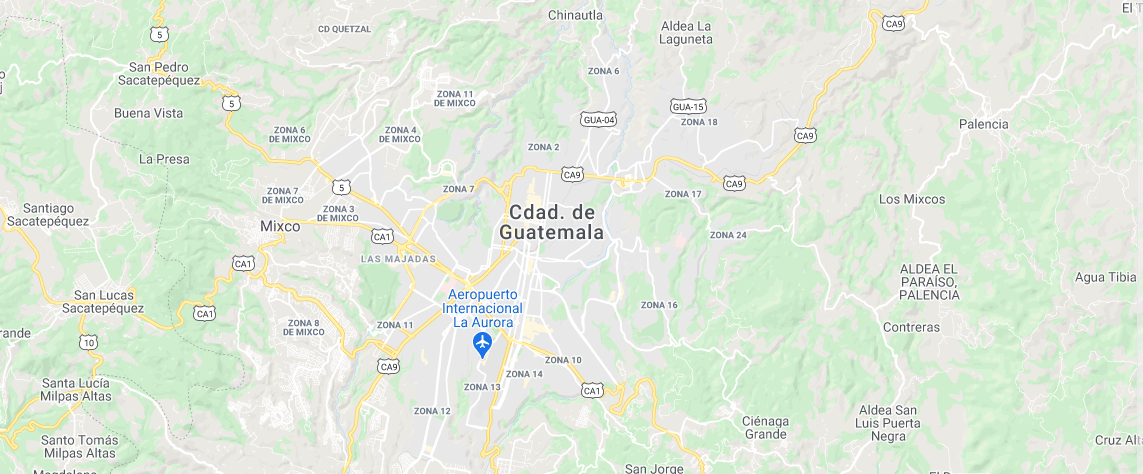 Chinautla
El
CD QUETZAL
CA9
Aldea La
Laguneta
5
San Pedro
Sacatepéquez
ZONA 6
ZONA 11
DE MIXCO
5
GUA-15
Buena Vista
GUA-04
ZONA 18
Palencia
ZONA 6
DE MIXCO
ZONA 4
DE MIXCO
CA9
ZONA 2
La Presa
CA9
CA9
5
ZONA 7
ZONA 7
DE MIXCO
ZONA 17
Los Mixcos
Santiago
Sacatepéquez
ZONA 3
DE MIXCO
Cdad. de
Guatemala
Mixco
CA1
ZONA 24
LAS MAJADAS
CA1
ALDEA EL
PARAÍSO,
PALENCIA
Agua Tibia
San Lucas
Sacatepéquez
Aeropuerto
Internacional
La Aurora
ZONA 16
CA1
ZONA 8
DE MIXCO
ZONA 11
Contreras
rande
10
CA9
ZONA 10
ZONA 14
ZONA 13
CA1
Santa Lucía
Milpas Altas
ZONA 12
Aldea San
Luis Puerta
Negra
Ciénaga
Grande
Santo Tomás
Milpas Altas
Cruz Alta
San Jorge